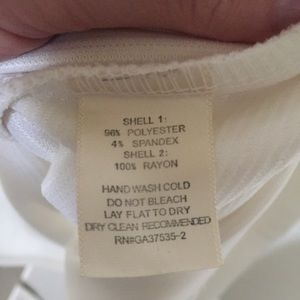 SHELL 1:
96% POLYESTER
4% SPANDEX
SHELL 2:
100% RAYON
HAND WASH COLD
DO NOT BLEACH
LAY FLAT TO DRY
DRY CLEAN RECOMMENDED
RN#GA37535-2